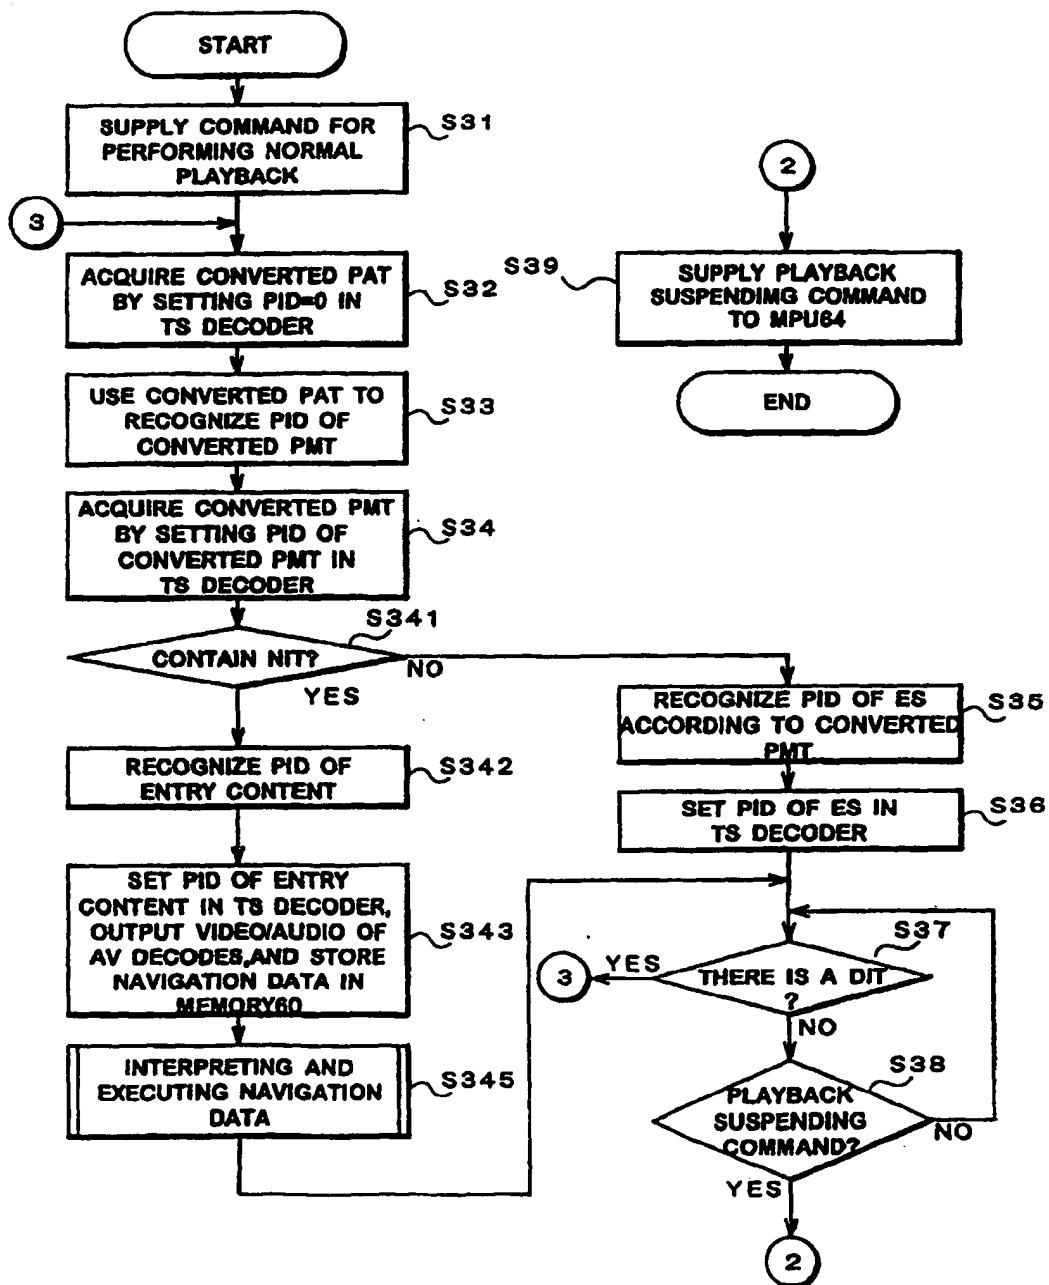 START
SUPPLY COMMAND FOR
PERFORMING NORMAL
PLAYBACK
S31
3
ACQUIRE CONVERTED PAT
BY SETTING PID=0 IN
TS DECODER
S32
USE CONVERTED PAT TO
RECOGNIZE PID OF
CONVERTED PMT
S33
ACQUIRE CONVERTED PMT
BY SETTING PID OF
CONVERTED PMT IN
TS DECODER
S34
CONTAIN NIT?
S341
NO
YES
RECOGNIZE PID OF
ENTRY CONTENT
S342
SET PID OF ENTRY
CONTENT IN TS DECODER,
OUTPUT VIDEO/AUDIO OF
AV DECODES,AND STORE
NAVIGATION DATA IN
MEMORY60
S343
INTERPRETING AND
EXECUTING NAVIGATION
DATA
S345
2
S39
SUPPLY PLAYBACK
SUSPENDIMG COMMAND
TO MPU64
END
RECOGNIZE PID OF ES
ACCORDING TO CONVERTED
PMT
S35
SET PID OF ES IN
TS DECODER
S36
S37
THERE IS A DIT
?
YES
3
NO
S38
PLAYBACK
SUSPENDING
COMMAND?
NO
YES
2